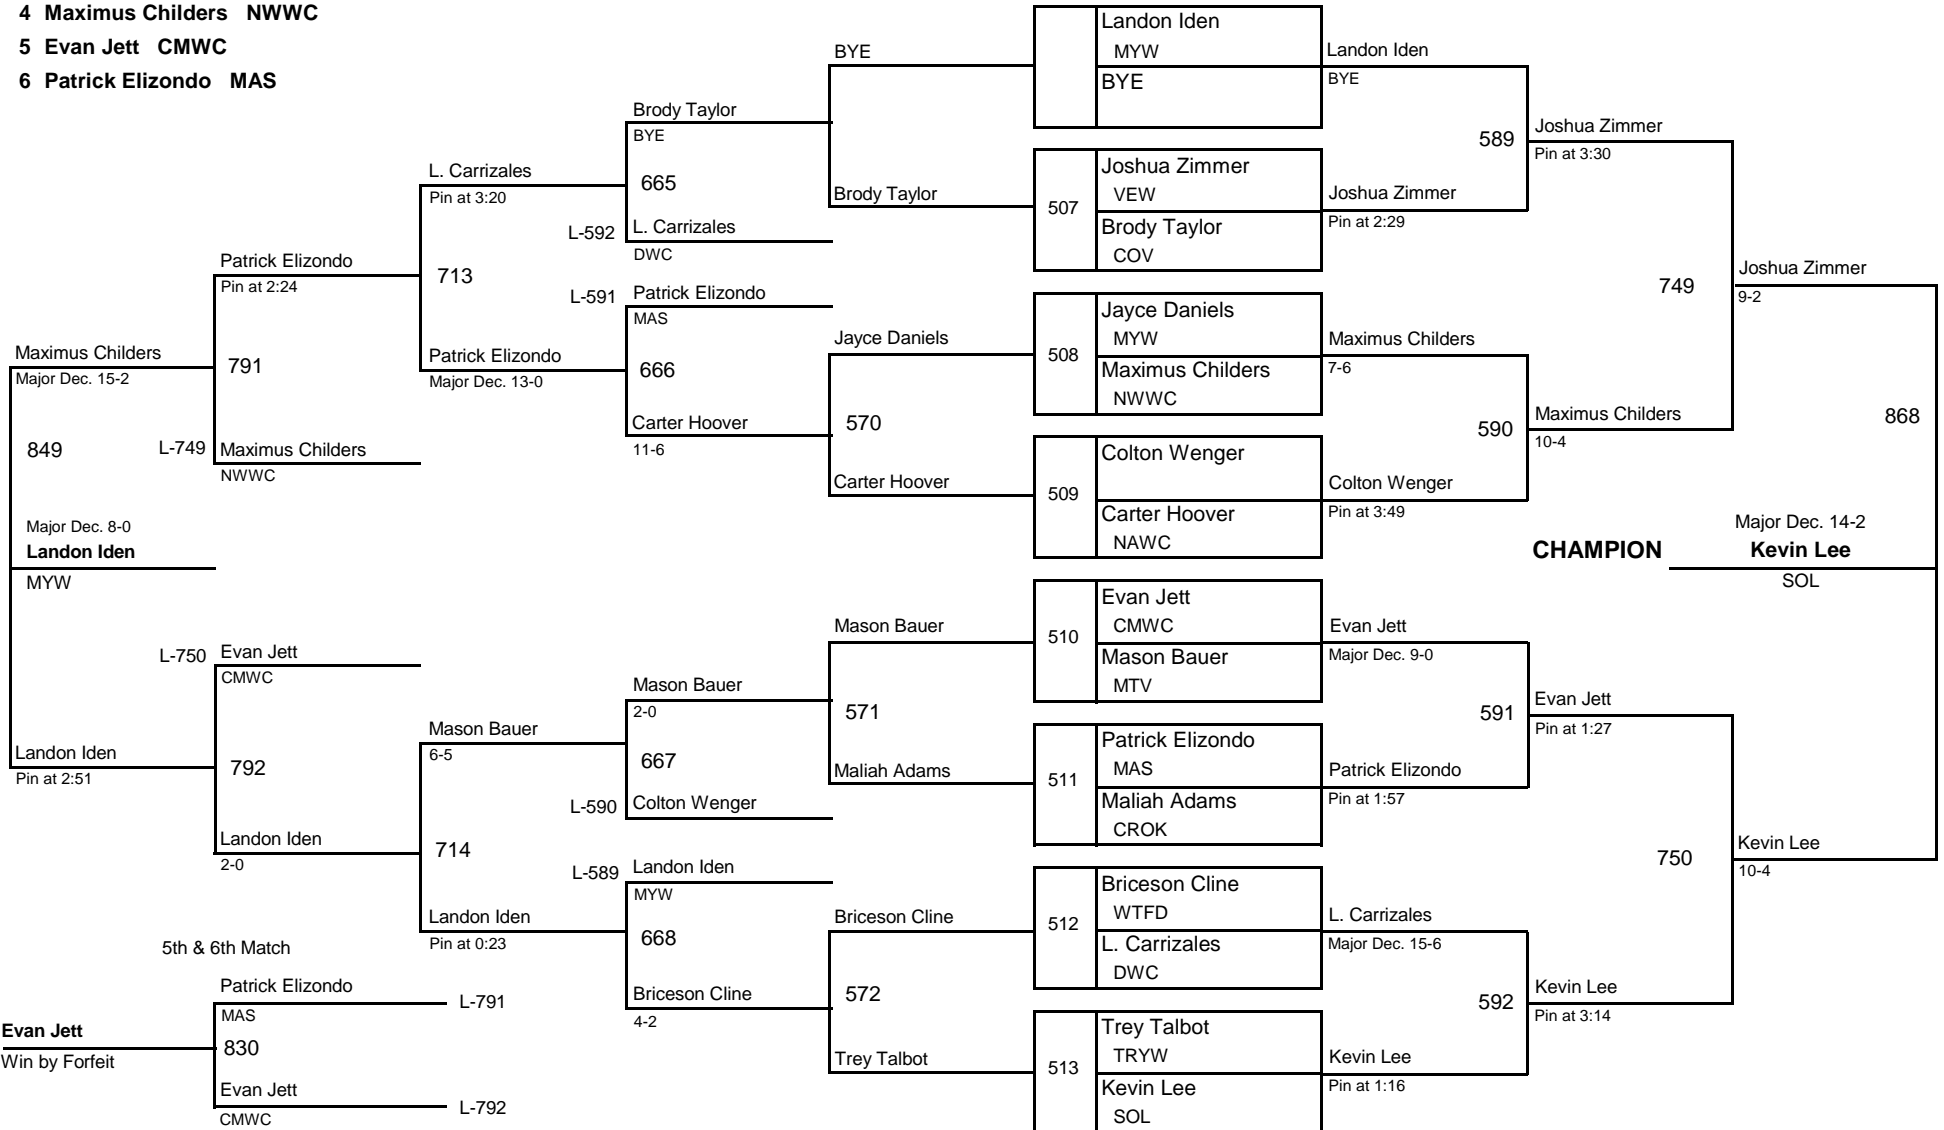 4 Maximus Childers NWWC
5 Evan Jett CMWC
6 Patrick Elizondo MAS
Landon Iden
MYW
BYE
507
Joshua Zimmer
VEW
Brody Taylor
COV
508
Jayce Daniels
MYW
Maximus Childers
NWWC
509
Colton Wenger
Carter Hoover
NAWC
510
Evan Jett
CMWC
Mason Bauer
MTV
511
Patrick Elizondo
MAS
Maliah Adams
CROK
512
Briceson Cline
WTFD
L. Carrizales
DWC
513
Trey Talbot
TRYW
Kevin Lee
SOL
Landon Iden
BYE
589
Joshua Zimmer
Pin at 2:29
Maximus Childers
7-6
590
Colton Wenger
Pin at 3:49
Evan Jett
Major Dec. 9-0
591
Patrick Elizondo
Pin at 1:57
L. Carrizales
Major Dec. 15-6
592
Kevin Lee
Pin at 1:16
Joshua Zimmer
Pin at 3:30
749
Maximus Childers
10-4
Evan Jett
Pin at 1:27
750
Kevin Lee
Pin at 3:14
Joshua Zimmer
9-2
868
Kevin Lee
10-4
Major Dec. 14-2
CHAMPION Kevin Lee
SOL
BYE
Brody Taylor
Jayce Daniels
570
Carter Hoover
Mason Bauer
571
Maliah Adams
Briceson Cline
572
Trey Talbot
Brody Taylor
BYE
665
L-592 L. Carrizales
DWC
L-591 Patrick Elizondo
MAS
666
Carter Hoover
11-6
Mason Bauer
2-0
667
L-590 Colton Wenger
L-589 Landon Iden
MYW
668
Briceson Cline
4-2
L. Carrizales
Pin at 3:20
713
Patrick Elizondo
Major Dec. 13-0
Mason Bauer
6-5
714
Landon Iden
Pin at 0:23
Patrick Elizondo
Pin at 2:24
791
L-749 Maximus Childers
NWWC
L-750 Evan Jett
CMWC
792
Landon Iden
2-0
Maximus Childers
Major Dec. 15-2
849
Major Dec. 8-0
Landon Iden
MYW
Landon Iden
Pin at 2:51
5th & 6th Match
Patrick Elizondo L-791
MAS
Evan Jett
830
Win by Forfeit
Evan Jett L-792
CMWC